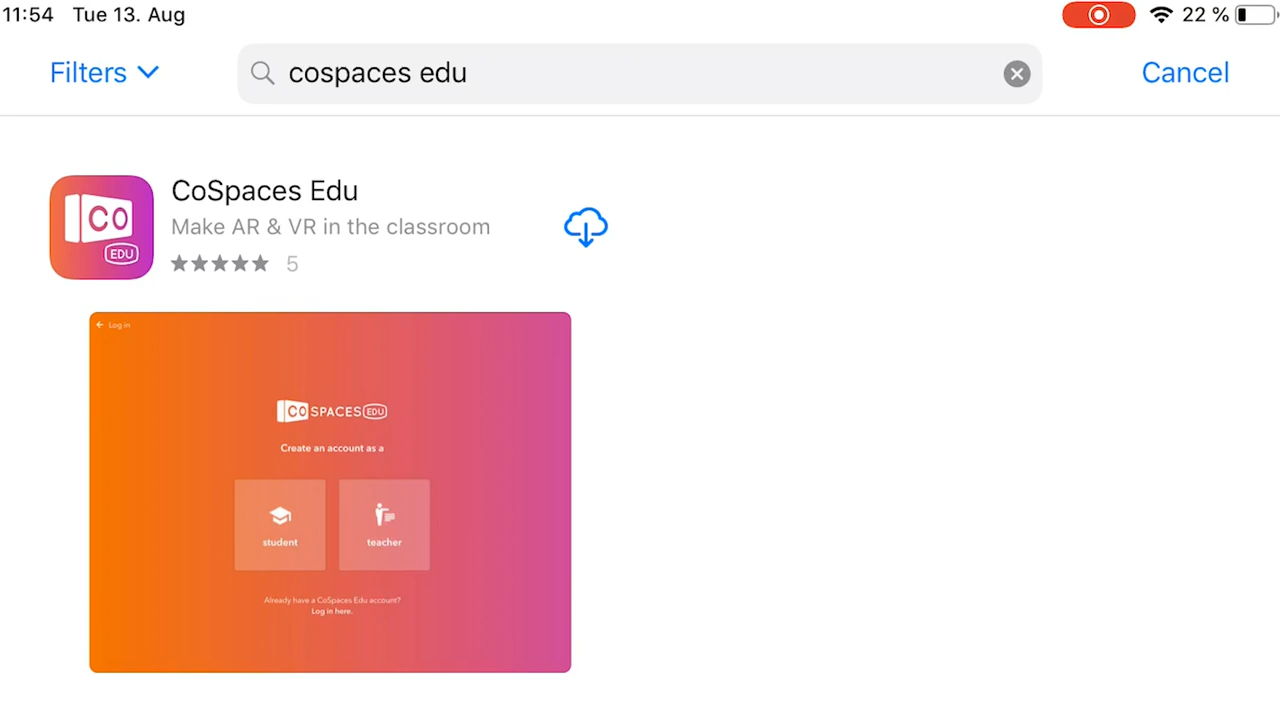 11:54 Tue 13. Aug 22 %
Filters cospaces edu Cancel
CO
EDU
CoSpaces Edu
Make AR & VR in the classroom
5
Log in
CO SPACES EDU
Create an account as a
student teacher
Already have a CoSpaces Edu account?
Log in here.